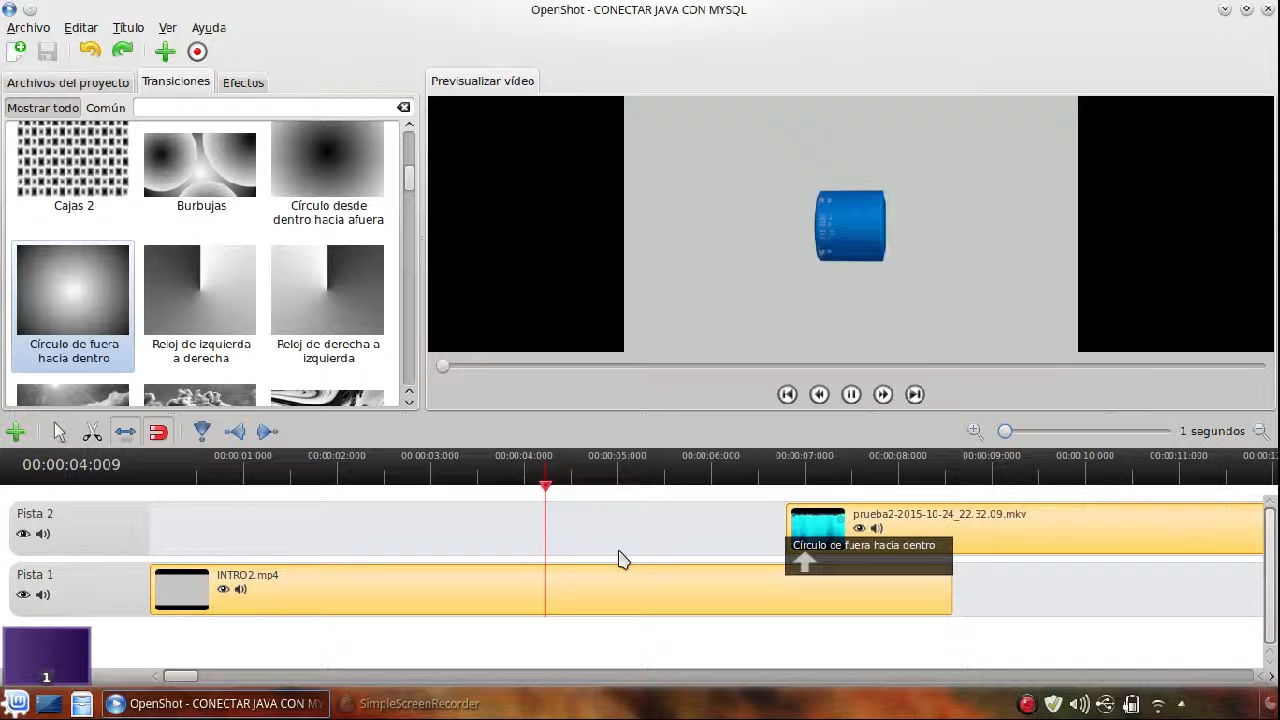 OpenShot - CONECTAR JAVA CON MYSQL
Archivo Editar Título Ver Ayuda
Archivos del proyecto Transiciones Efectos
Previsualizar vídeo
Mostrar todo Común
Cajas 2
Burbujas
Círculo desde
dentro hacia afuera
Círculo de fuera
hacia dentro
Reloj de izquierda
a derecha
Reloj de derecha a
izquierda
1 segundos
00:00:04:009
00:00:01:000 00:00:02:000 00:00:03:000 00:00:04:000 00:00:05:000 00:00:06:000 00:00:07:000 00:00:08:000 00:00:09:000 00:00:10:000 00:00:11:000
Pista 2
prueba2-2015-10-24_22.32.09.mkv
Círculo de fuera hacia dentro
Pista 1
INTRO2.mp4
1
OpenShot - CONECTAR JAVA CON MY
SimpleScreenRecorder